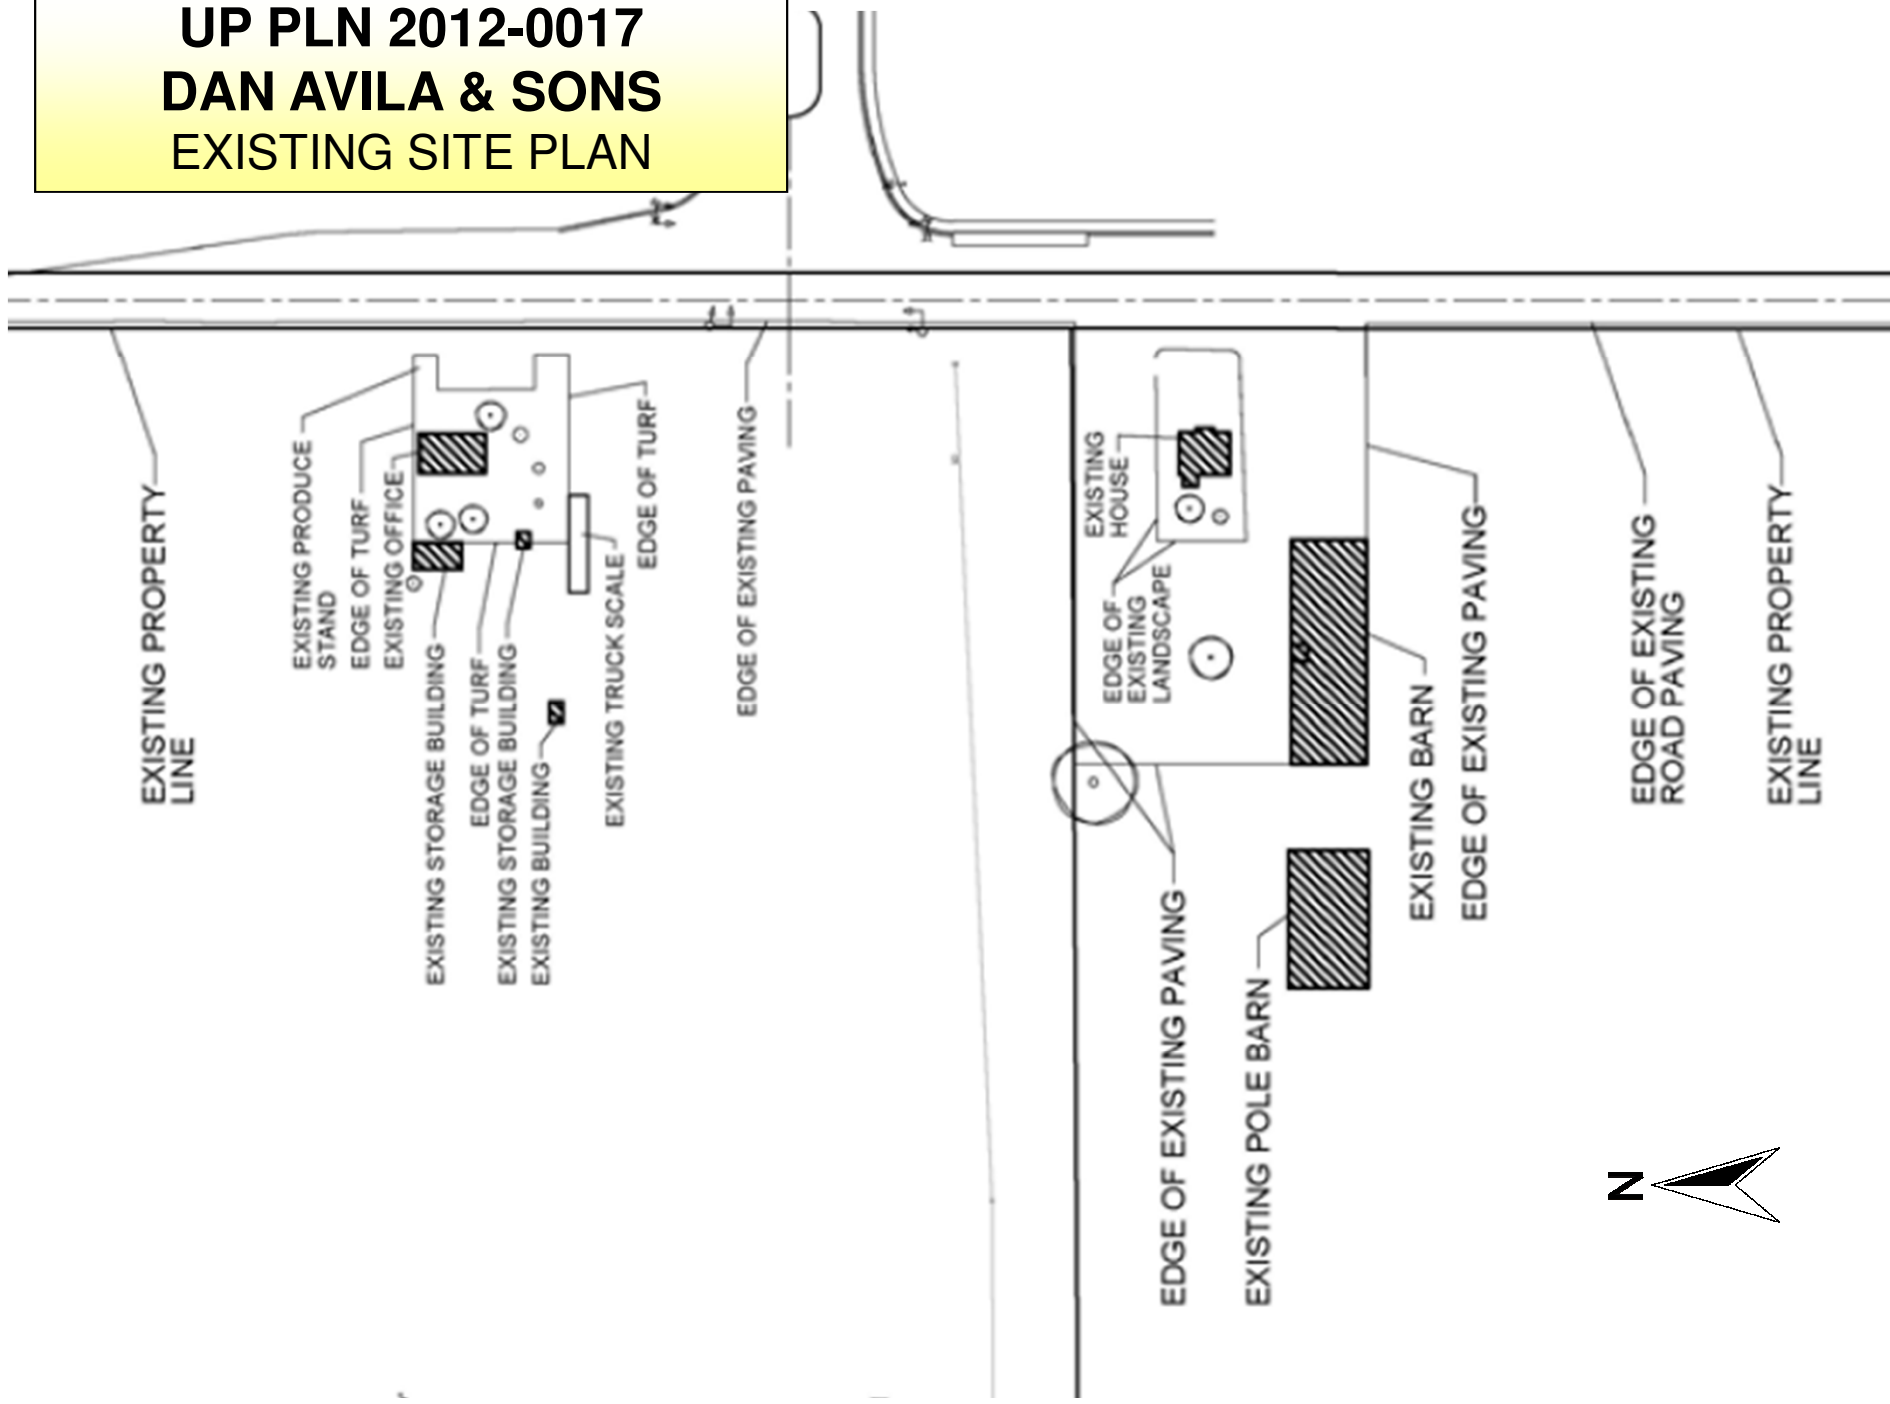 UP PLN 2012-0017
DAN AVILA & SONS
EXISTING SITE PLAN
EXISTING PROPERTY
LINE
EXISTING PRODUCE
STAND
EDGE OF TURF
EXISTING OFFICE
EXISTING STORAGE BUILDING
EDGE OF TURF
EXISTING STORAGE BUILDING
EXISTING BUILDING
EXISTING TRUCK SCALE
EDGE OF TURF
EDGE OF EXISTING PAVING
EXISTING
HOUSE
EDGE OF
EXISTING
LANDSCAPE
EDGE OF EXISTING PAVING
EXISTING POLE BARN
EXISTING BARN
EDGE OF EXISTING PAVING
EDGE OF EXISTING
ROAD PAVING
EXISTING PROPERTY
LINE
N